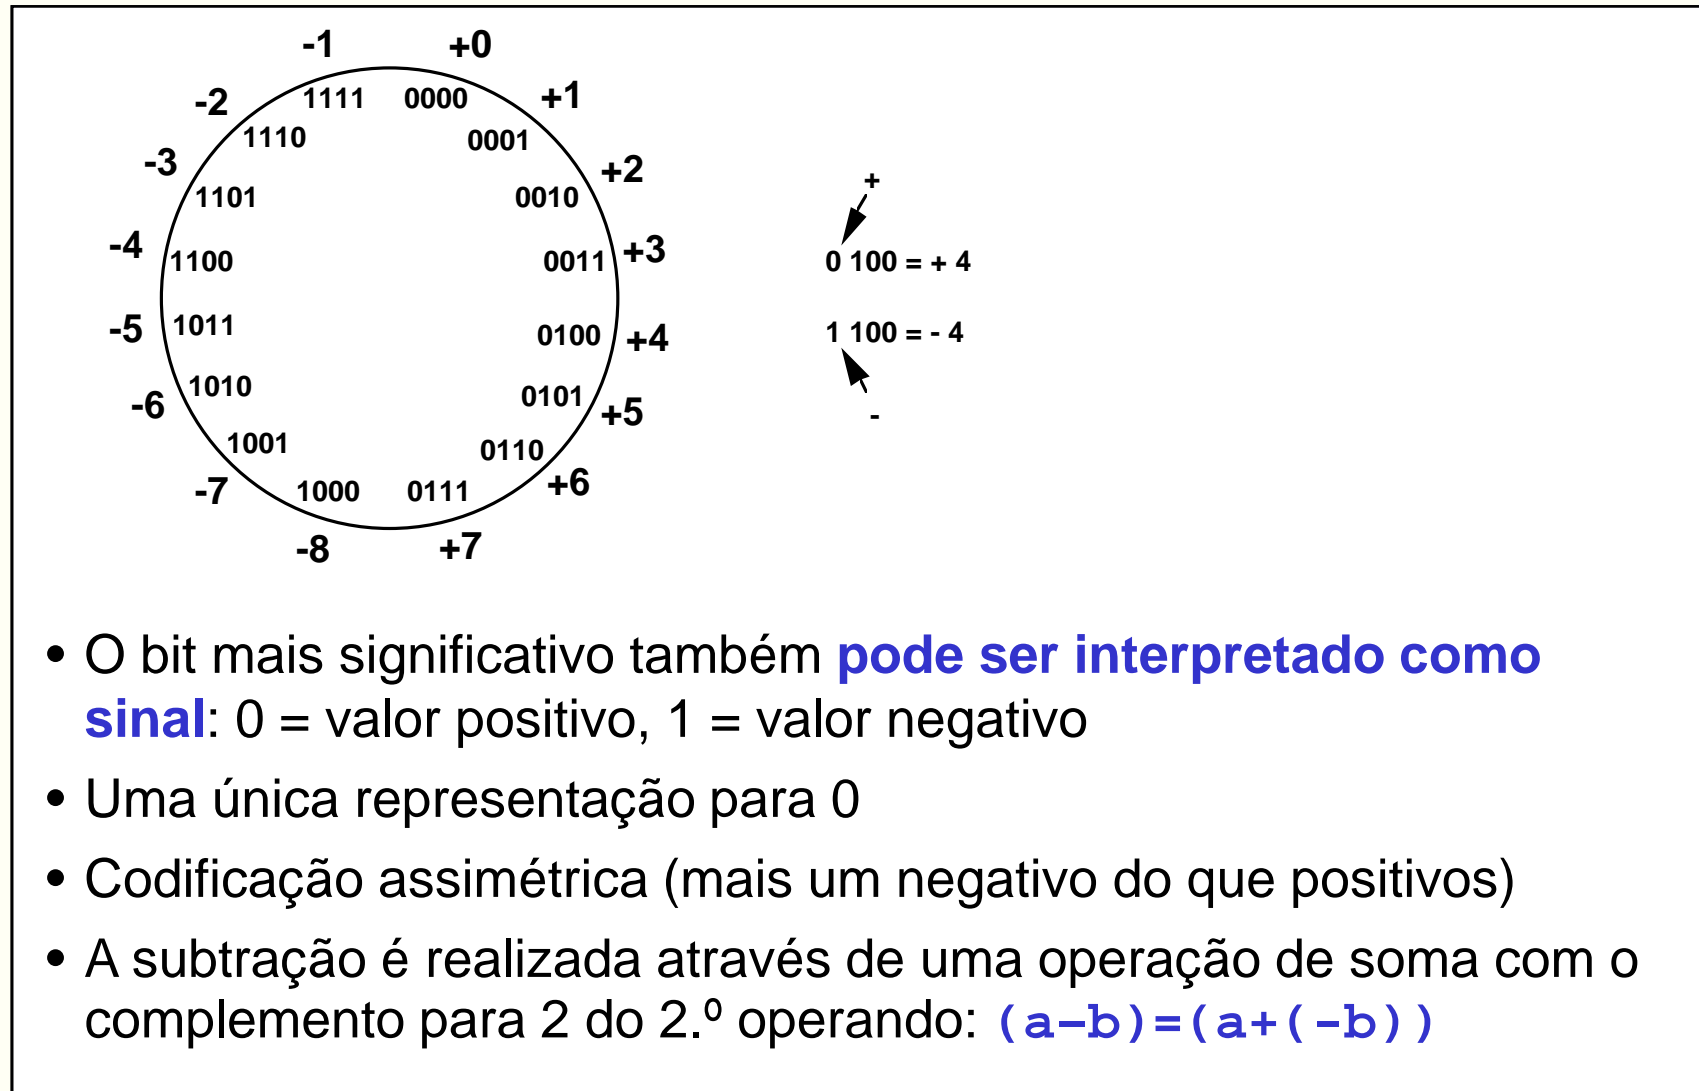 -1 +0
-2 1111 0000 +1
1110 0001
-3 +2
1101 0010
+
-4 1100 0011 +3 0 100 = + 4
-5 1011 0100 +4 1 100 = - 4
1010 0101
-6 +5 -
1001 0110
-7 1000 0111 +6
-8 +7
• O bit mais significativo também pode ser interpretado como
sinal: 0 = valor positivo, 1 = valor negativo
• Uma única representação para 0
• Codificação assimétrica (mais um negativo do que positivos)
• A subtração é realizada através de uma operação de soma com o
complemento para 2 do 2.º operando: (a-b)=(a+(-b))